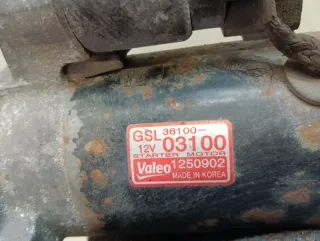 GSL 36100-
12V 03100
STARTER MOTOR
Valeo 1250902
MADE IN KOREA